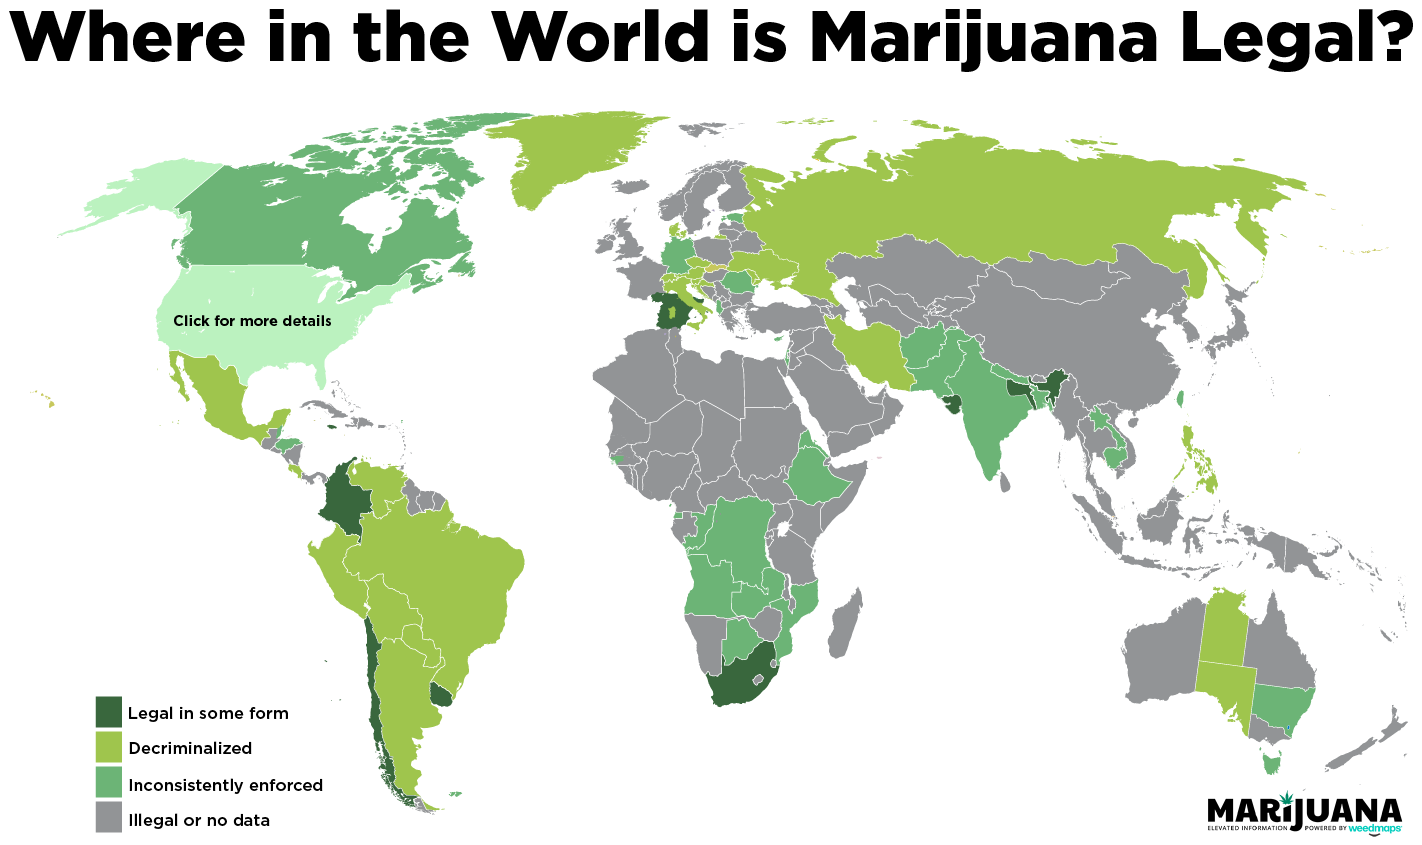 Where in the World is Marijuana Legal?
Click for more details
Legal in some form
Decriminalized
Inconsistently enforced
Illegal or no data
MARIJUANA
ELEVATED INFORMATION POWERED BY weedmaps